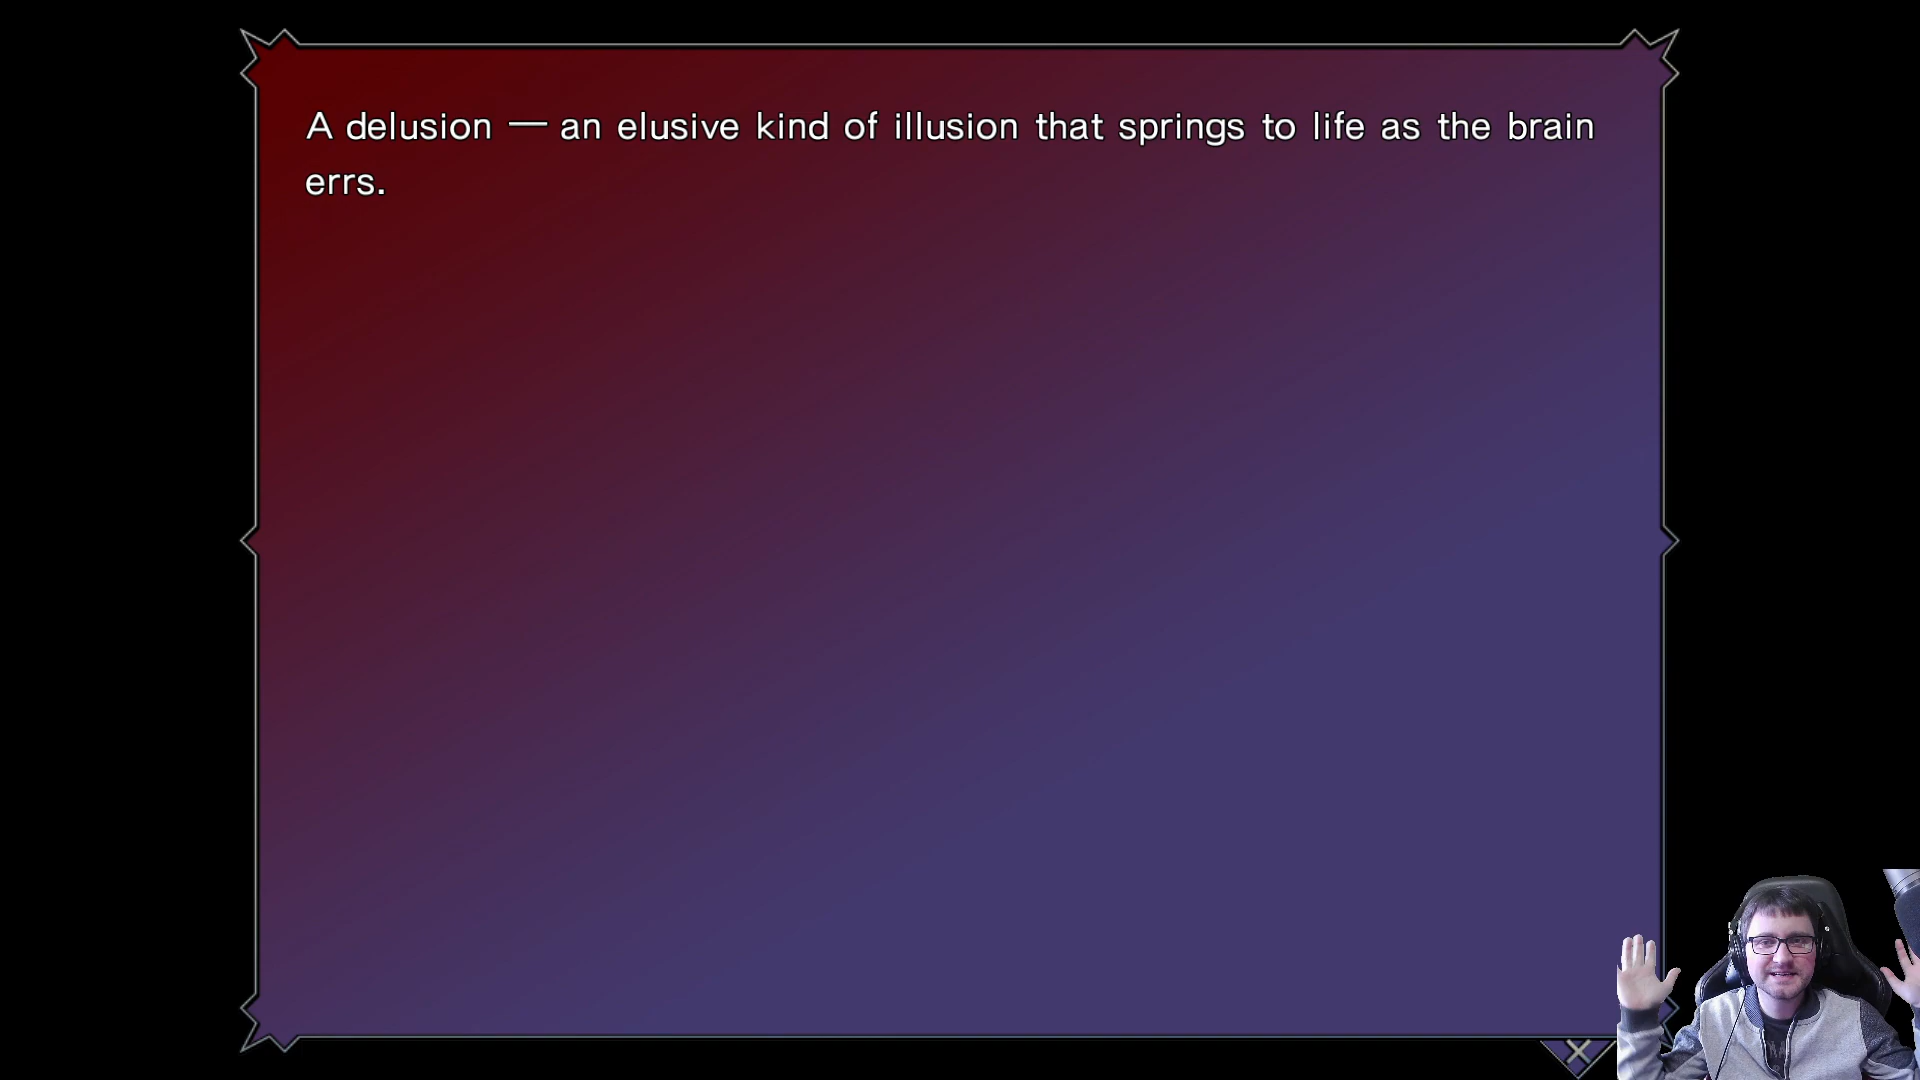 A delusion — an elusive kind of illusion that springs to life as the brain
errs.